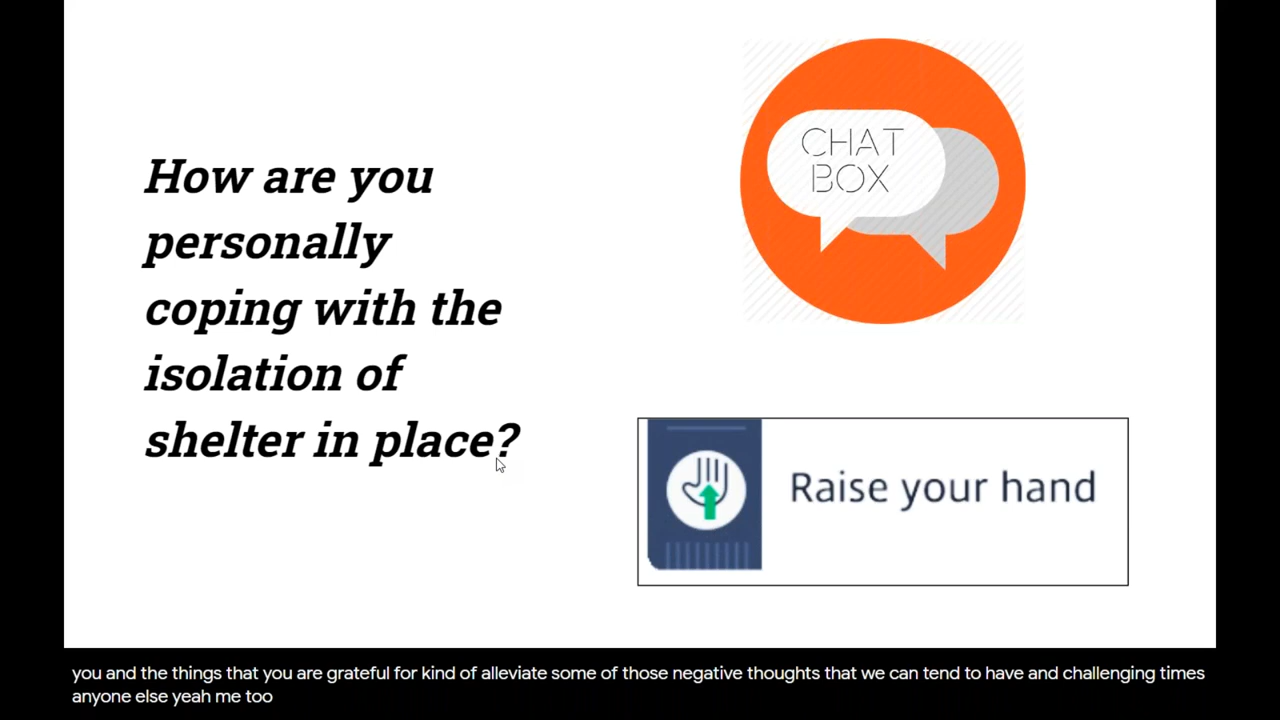 How are you
personally
coping with the
isolation of
shelter in place?
CHAT
BOX
Raise your hand
you and the things that you are grateful for kind of alleviate some of those negative thoughts that we can tend to have and challenging times
anyone else yeah me too